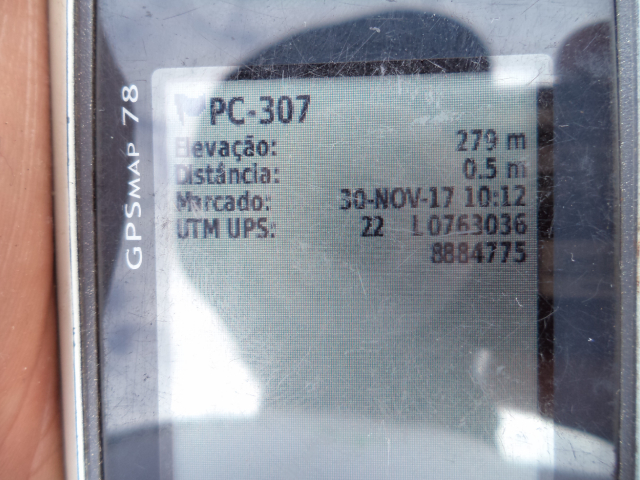 GPSMAP 78
PC-307
Elevação: 279 m
Distância: 0.5 m
Marcado: 30-NOV-17 10:12
UTM UPS: 22 L 0763036
8884775